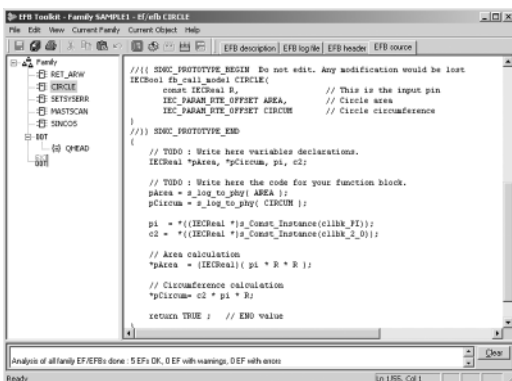 EFB Toolkit - Family SAMPLE1 - Ef/efb CIRCLE
File Edit View Current Family Current Object Help
EFB description EFB log file EFB header EFB source
Family
RET_ARW
CIRCLE
SETSYSERR
MASTSCAN
SINCOS
DDT
QHEAD
DDT
//{{ SDKC_PROTOTYPE_BEGIN Do not edit. Any modification would be lost
IECBool fb_call_model CIRCLE(
const IECReal R, // This is the input pin
IEC_PARAM_RTE_OFFSET AREA, // Circle area
IEC_PARAM_RTE_OFFSET CIRCUM // Circle circumference
)
//}} SDKC_PROTOTYPE_END
{
// TODO : Write here variables declarations.
IECReal *pArea, *pCircum, pi, c2;
// TODO : Write here the code for your function block.
pArea = s_log_to_phy( AREA );
pCircum = s_log_to_phy( CIRCUM );
pi = *((IECReal *)s_Const_Instance(cllbk_PI));
c2 = *((IECReal *)s_Const_Instance(cllbk_2_0));
// Area calculation
*pArea = (IECReal)( pi * R * R );
// Circumference calculation
*pCircum= c2 * pi * R;
return TRUE ; // ENO value
Analysis of all family EF/EFBs done : 5 EFs OK, 0 EF with warnings, 0 EF with errors
Clear
Ready
Ln 1/55, Col 1